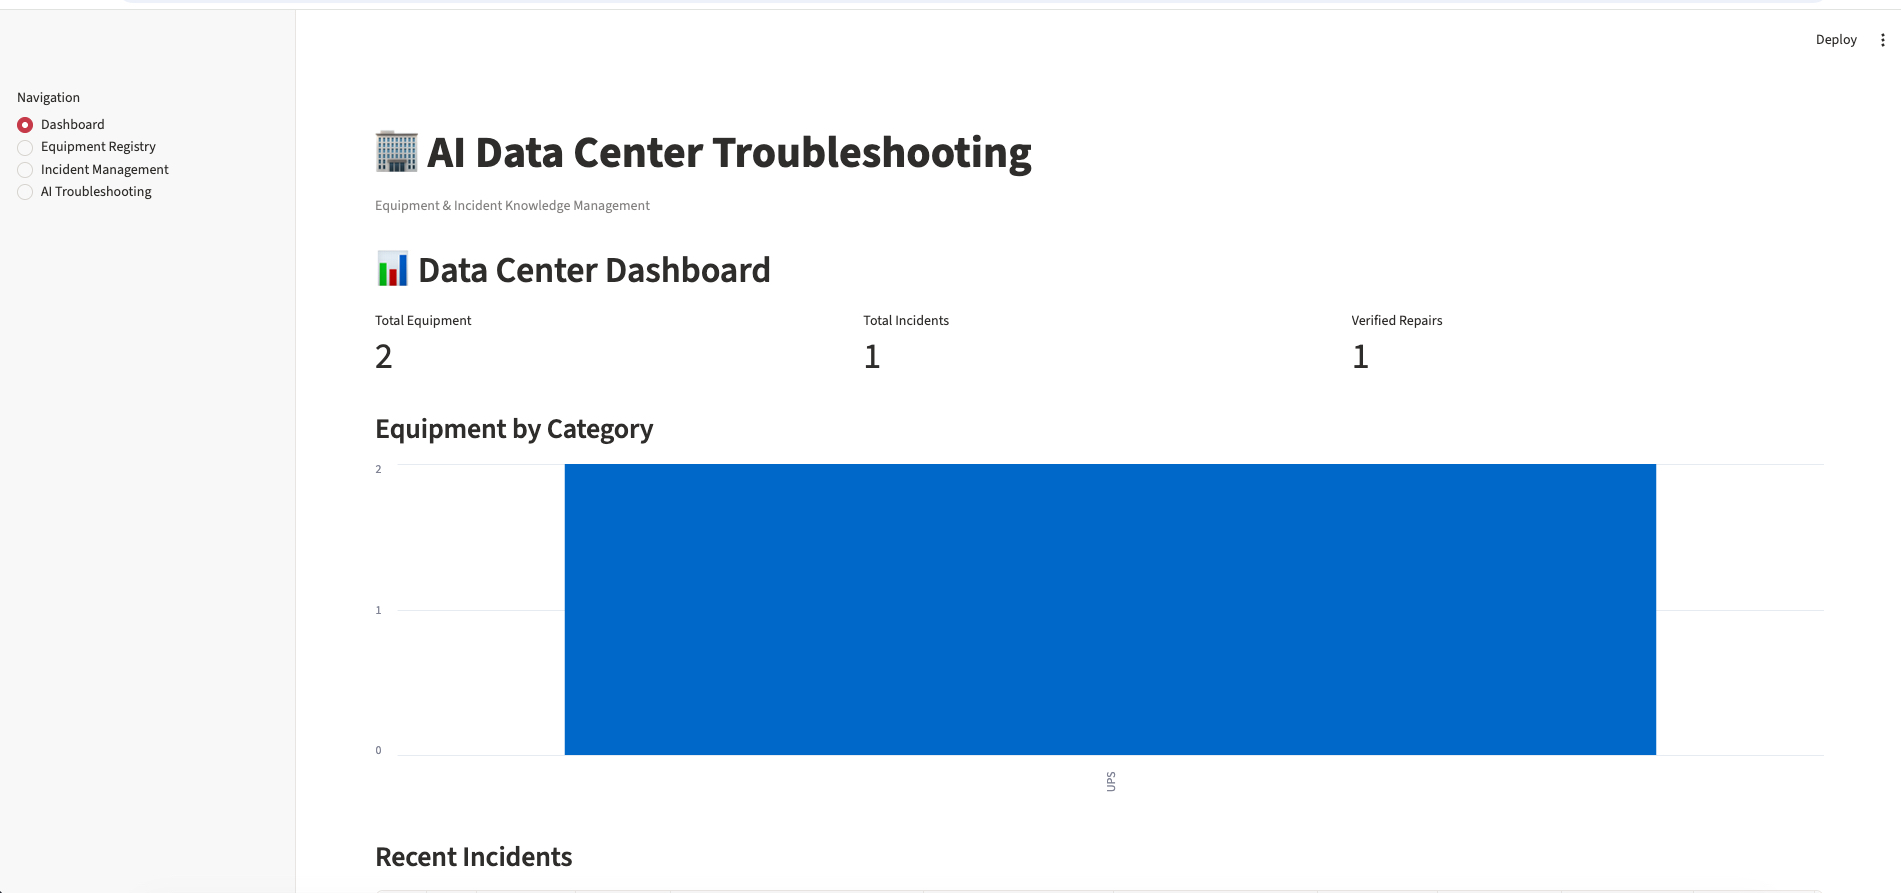 Deploy
Navigation
Dashboard
Equipment Registry
Incident Management
AI Troubleshooting
AI Data Center Troubleshooting
Equipment & Incident Knowledge Management
Data Center Dashboard
Total Equipment
2
Total Incidents
1
Verified Repairs
1
Equipment by Category
2
1
0
UPS
Recent Incidents